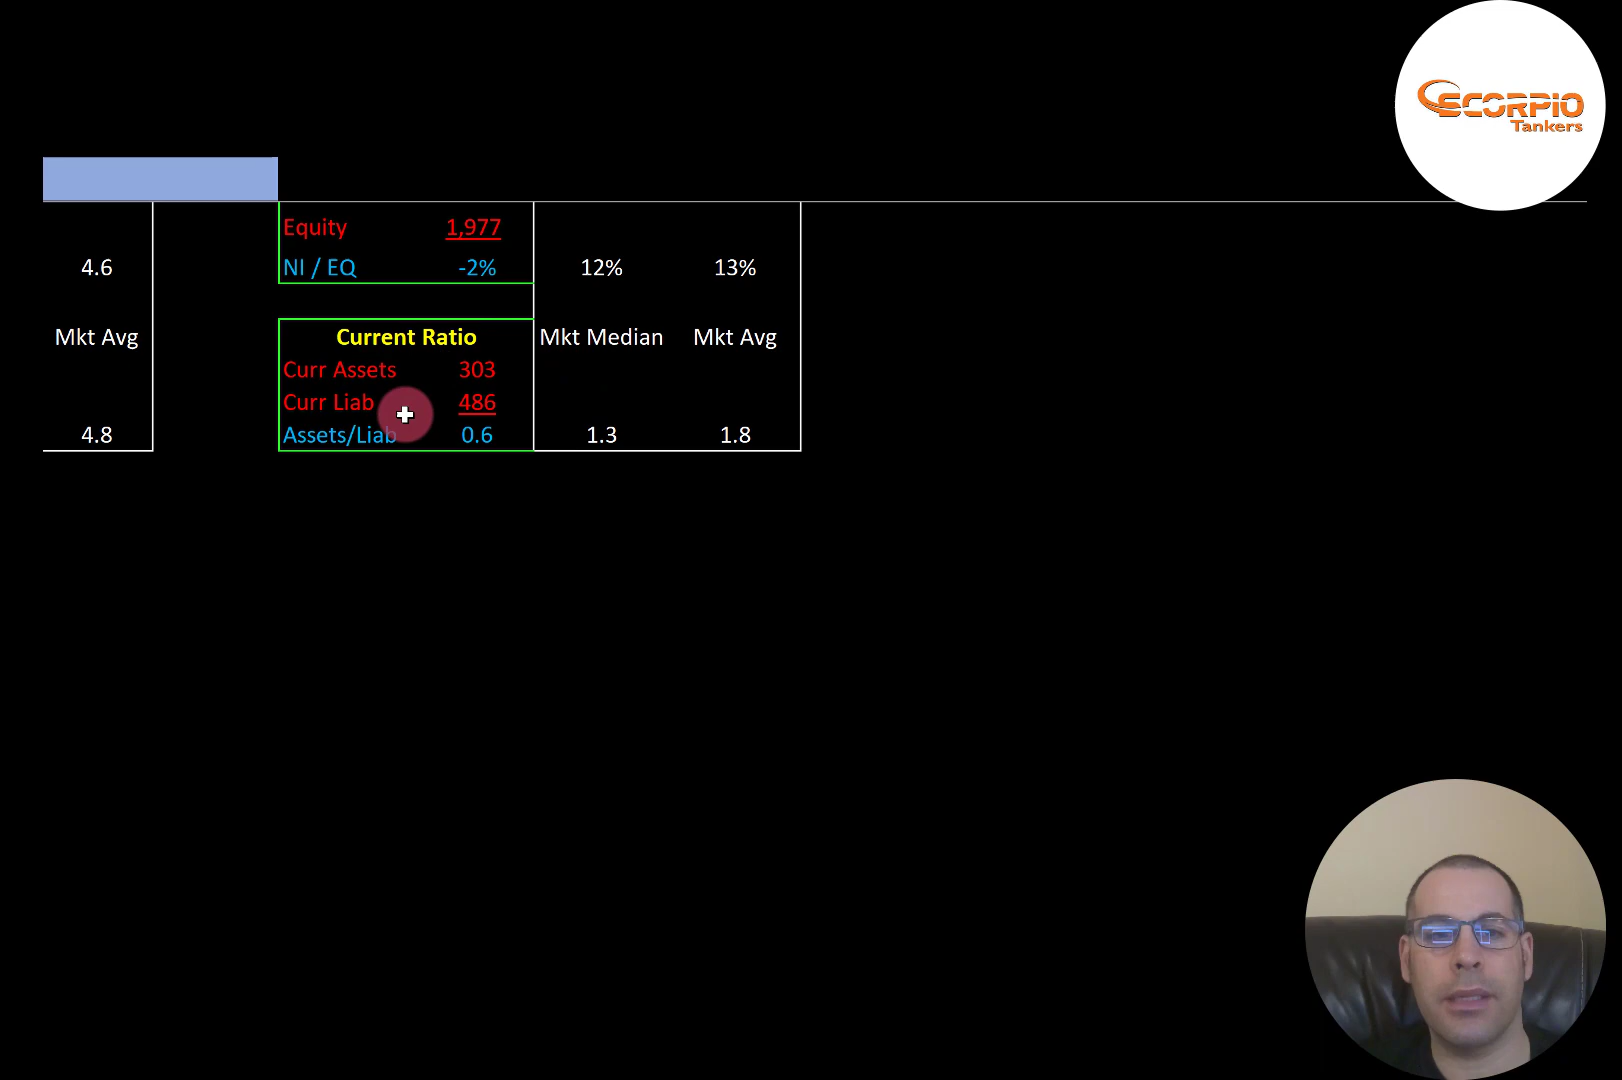 SCORPIO
Tankers
Equity 1,977
4.6 NI / EQ -2% 12% 13%
Mkt Avg Current Ratio Mkt Median Mkt Avg
Curr Assets 303
Curr Liab 486
4.8 Assets/Liab 0.6 1.3 1.8